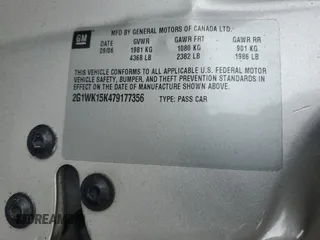 GM
MFD BY GENERAL MOTORS OF CANADA LTD.
DATE GVWR GAWR FRT GAWR RR
09/06 1981 KG 1080 KG 901 KG
4368 LB 2382 LB 1986 LB
THIS VEHICLE CONFORMS TO ALL APPLICABLE U.S. FEDERAL MOTOR
VEHICLE SAFETY, BUMPER, AND THEFT PREVENTION STANDARDS
IN EFFECT ON THE DATE OF MANUFACTURE SHOWN ABOVE.
2G1WK15K479177356 TYPE: PASS CAR